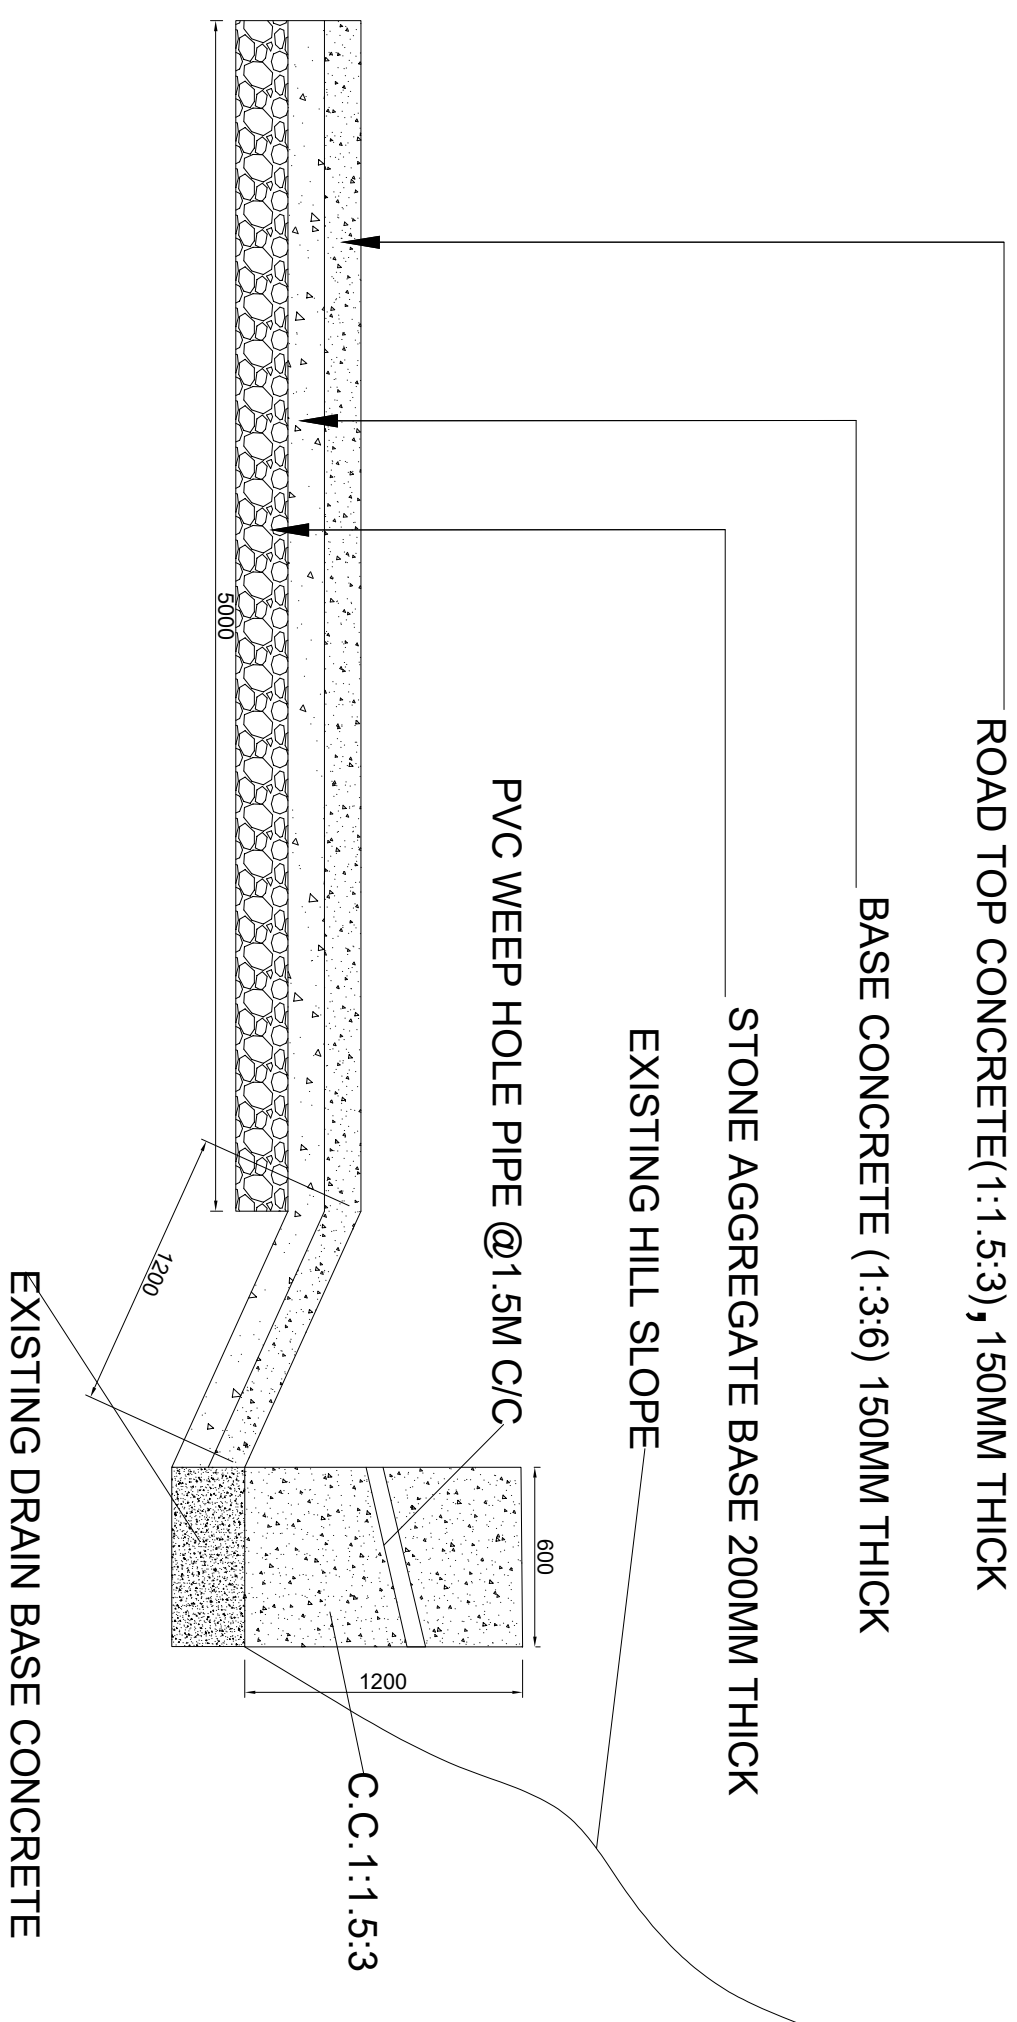 ROAD TOP CONCRETE(1:1.5:3), 150MM THICK
BASE CONCRETE (1:3:6) 150MM THICK
STONE AGGREGATE BASE 200MM THICK
EXISTING HILL SLOPE
PVC WEEP HOLE PIPE @1.5M C/C
600
1200
C.C.1:1.5:3
5000
1200
EXISTING DRAIN BASE CONCRETE